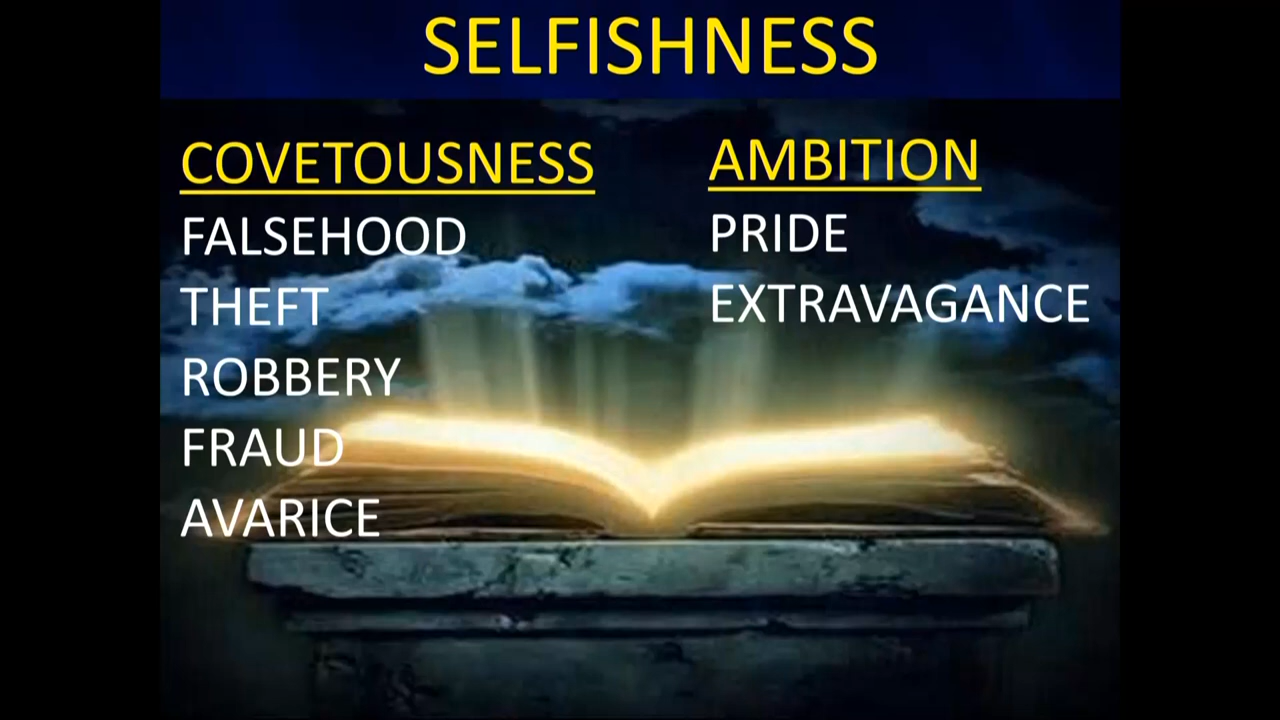 SELFISHNESS
COVETOUSNESS
FALSEHOOD
THEFT
ROBBERY
FRAUD
AVARICE
AMBITION
PRIDE
EXTRAVAGANCE